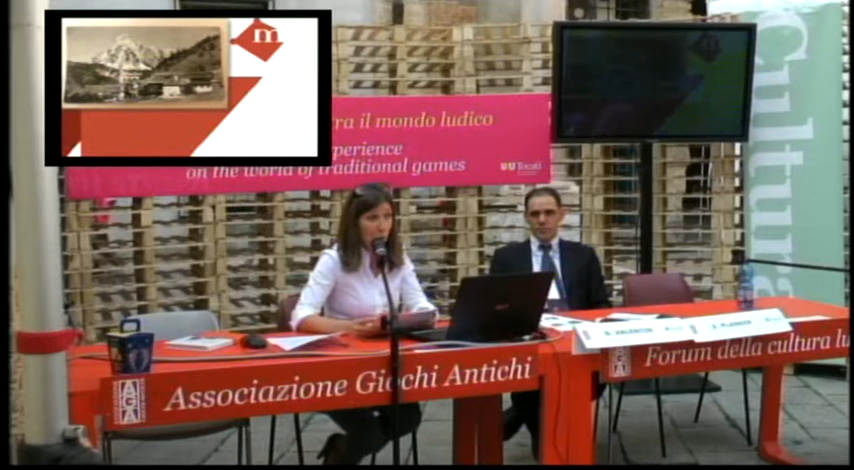 m
ra il mondo ludico
perience
on the world of traditional games
Tocatì
Cultura
AGA
Associazione Giochi Antichi
Forum della cultura lu